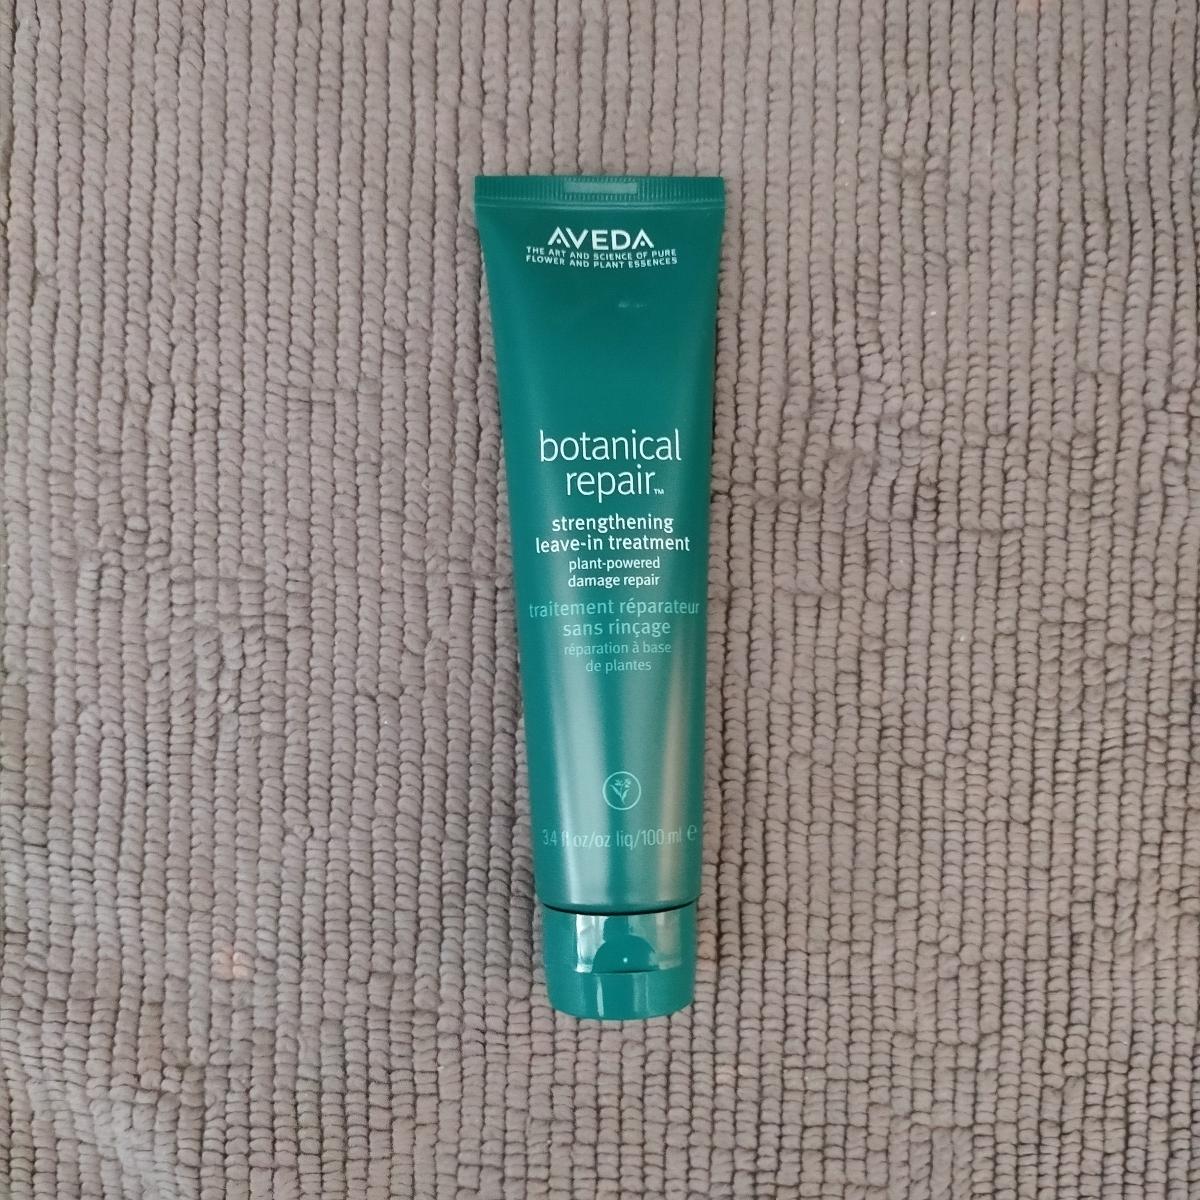 AVEDA
THE ART AND SCIENCE OF PURE
FLOWER AND PLANT ESSENCES
botanical
repair™
strengthening
leave-in treatment
plant-powered
damage repair
traitement réparateur
sans rinçage
réparation à base
de plantes
3.4 fl oz/oz liq/100 ml ℮